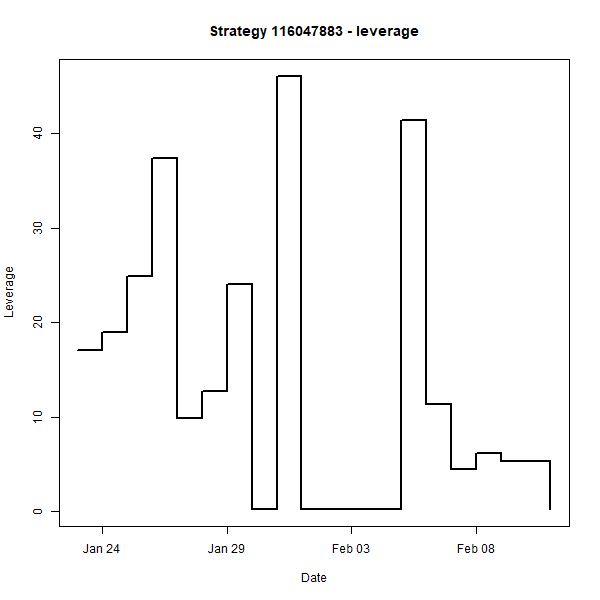 Strategy 116047883 - leverage
Leverage
40
30
20
10
0
Jan 24
Jan 29
Feb 03
Feb 08
Date